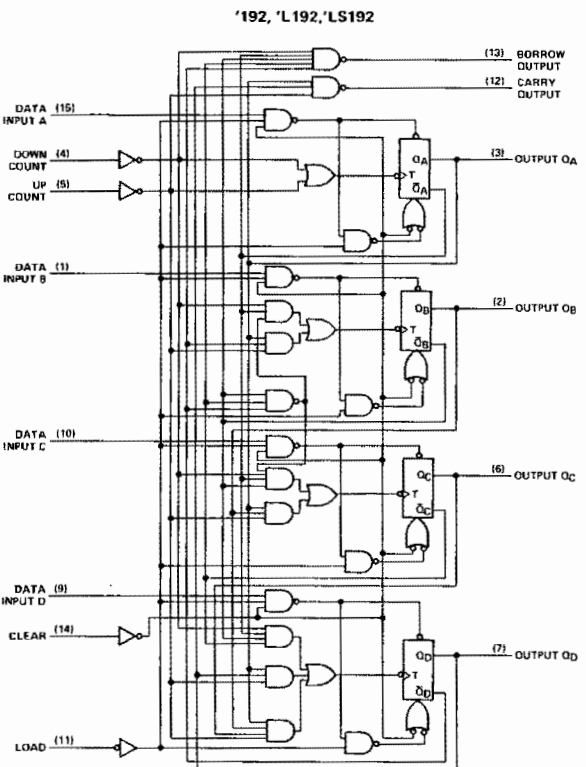 '192, 'L192,'LS192
(13) BORROW OUTPUT
(12) CARRY OUTPUT
DATA INPUT A (15)
DOWN COUNT (4)
UP COUNT (5)
QA
T
Q̅A
(3) OUTPUT QA
DATA INPUT B (1)
QB
T
Q̅B
(2) OUTPUT QB
DATA INPUT C (10)
QC
T
Q̅C
(6) OUTPUT QC
DATA INPUT D (9)
CLEAR (14)
QD
T
Q̅D
(7) OUTPUT QD
LOAD (11)